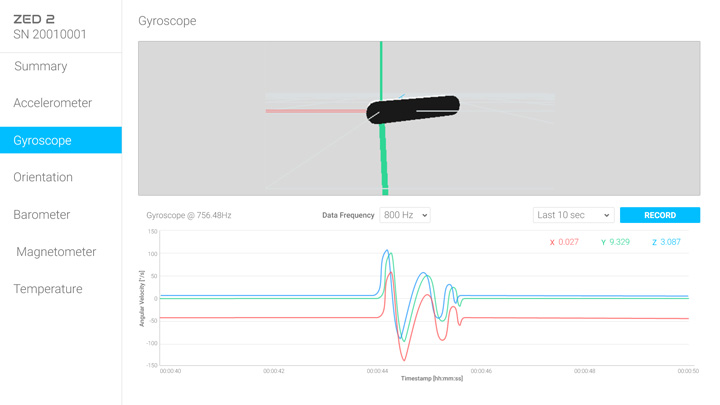 ZED 2
SN 20010001
Summary
Accelerometer
Gyroscope
Orientation
Barometer
Magnetometer
Temperature
Gyroscope
Gyroscope @ 756.48Hz
Data Frequency
800 Hz
Last 10 sec
RECORD
X 0.027
Y 9.329
Z 3.087
Angular Velocity [°/s]
150
100
50
0
-50
-100
-150
00:00:40
00:00:42
00:00:44
00:00:46
00:00:48
00:00:50
Timestamp [hh:mm:ss]